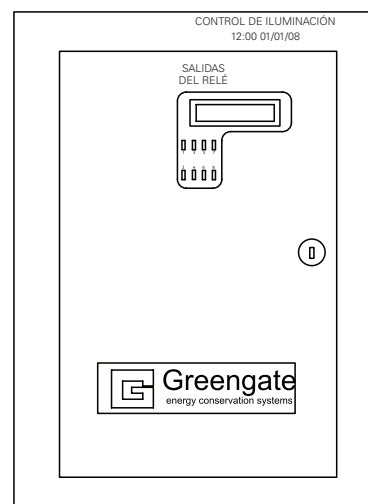 CONTROL DE ILUMINACIÓN
12:00 01/01/08
SALIDAS
DEL RELÉ
Greengate
energy conservation systems